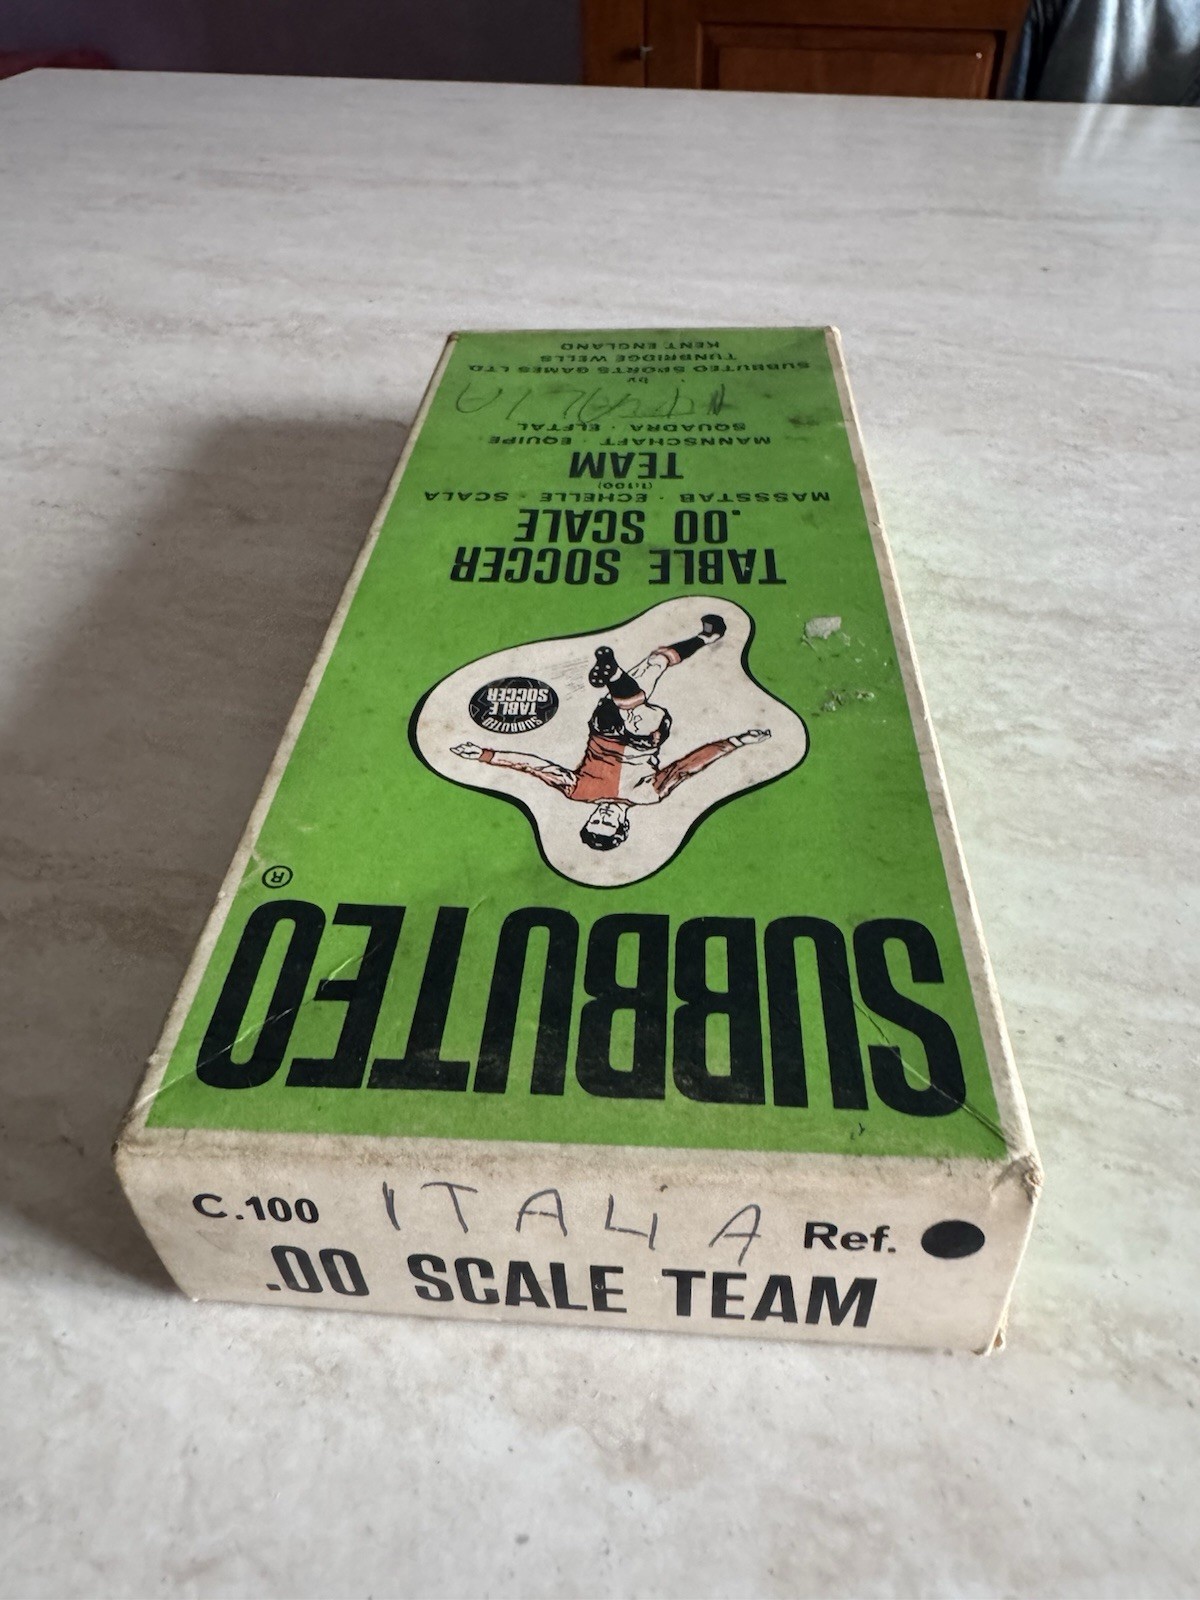 SUBBUTEO ®
SUBBUTEO
TABLE
SOCCER
TABLE SOCCER
.00 SCALE
MASSSTAB · ECHELLE · SCALA
(1:100)
TEAM
MANNSCHAFT · EQUIPE
SQUADRA · ELFTAL
ITALIA
by
SUBBUTEO SPORTS GAMES LTD.
TUNBRIDGE WELLS
KENT ENGLAND
C.100 ITALIA Ref.
.00 SCALE TEAM